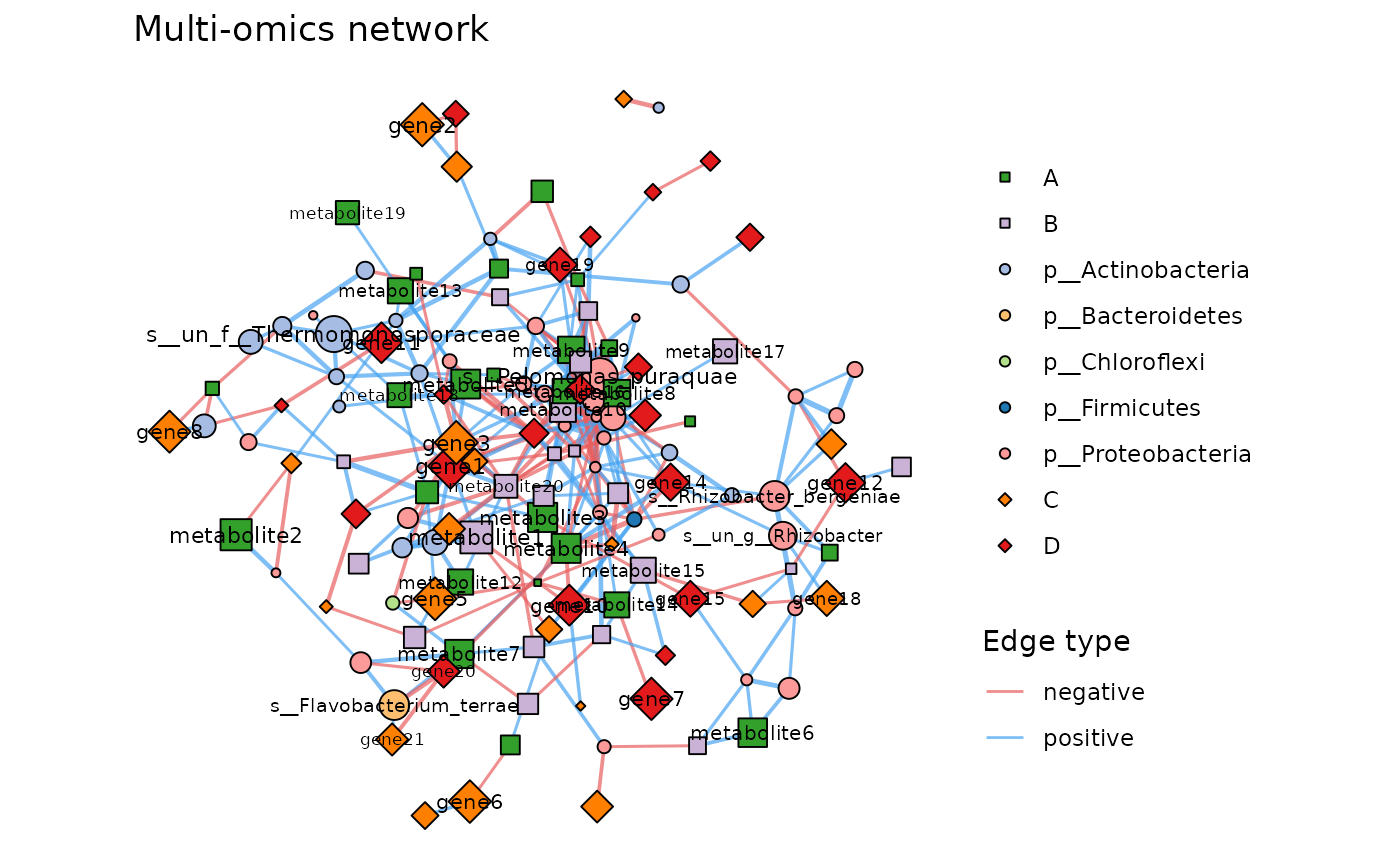 Multi-omics network
gene2
metabolite19
gene19
metabolite13
s__un_f__Thermomonosporaceae
gene11
metabolite9
metabolite17
s__Pelomonas_puraquae
metabolite8
metabolite18
metabolite10
gene8
gene3
gene1
metabolite20
gene14
gene12
s__Rhizobacter_bergeniae
metabolite3
metabolite2
metabolite1
metabolite4
s__un_g__Rhizobacter
metabolite15
metabolite12
gene5
gene10
metabolite14
gene15
gene18
metabolite7
gene20
gene7
s__Flavobacterium_terrae
gene21
metabolite6
gene6
A
B
p__Actinobacteria
p__Bacteroidetes
p__Chloroflexi
p__Firmicutes
p__Proteobacteria
C
D
Edge type
negative
positive